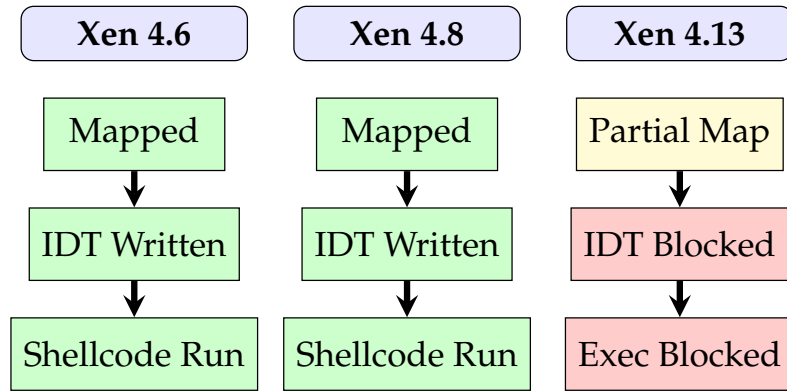 Xen 4.6
Xen 4.8
Xen 4.13
Mapped
Mapped
Partial Map
IDT Written
IDT Written
IDT Blocked
Shellcode Run
Shellcode Run
Exec Blocked